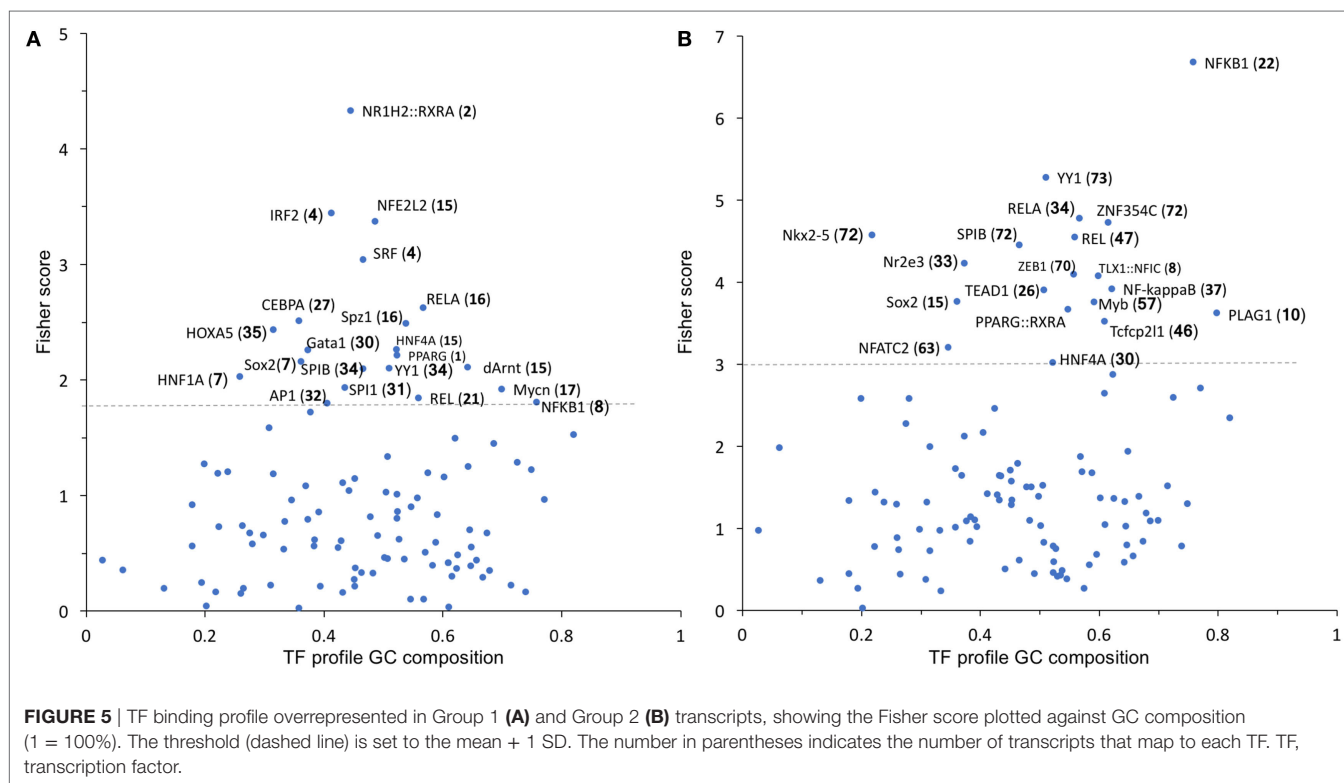 A
5
4
3
2
1
0
Fisher score
NR1H2::RXRA (2)
IRF2 (4)
NFE2L2 (15)
SRF (4)
CEBPA (27)
RELA (16)
Spz1 (16)
HOXA5 (35)
Gata1 (30)
HNF4A (15)
PPARG (1)
Sox2(7)
SPIB (34)
YY1 (34)
dArnt (15)
HNF1A (7)
SPI1 (31)
Mycn (17)
AP1 (32)
REL (21)
NFKB1 (8)
0 0.2 0.4 0.6 0.8 1
TF profile GC composition
B
7
6
5
4
3
2
1
0
Fisher score
NFKB1 (22)
YY1 (73)
RELA (34)
ZNF354C (72)
Nkx2-5 (72)
SPIB (72)
REL (47)
Nr2e3 (33)
ZEB1 (70)
TLX1::NFIC (8)
TEAD1 (26)
NF-kappaB (37)
Sox2 (15)
Myb (57)
PPARG::RXRA
PLAG1 (10)
Tcfcp2l1 (46)
NFATC2 (63)
HNF4A (30)
0 0.2 0.4 0.6 0.8 1
TF profile GC composition
FIGURE 5 | TF binding profile overrepresented in Group 1 (A) and Group 2 (B) transcripts, showing the Fisher score plotted against GC composition
(1 = 100%). The threshold (dashed line) is set to the mean + 1 SD. The number in parentheses indicates the number of transcripts that map to each TF. TF,
transcription factor.